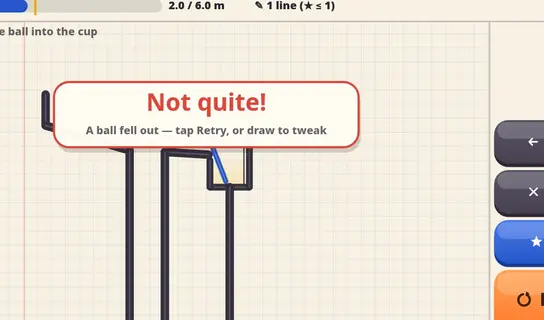 2.0 / 6.0 m ✎ 1 line (★ ≤ 1)
ball into the cup
Not quite!
A ball fell out — tap Retry, or draw to tweak